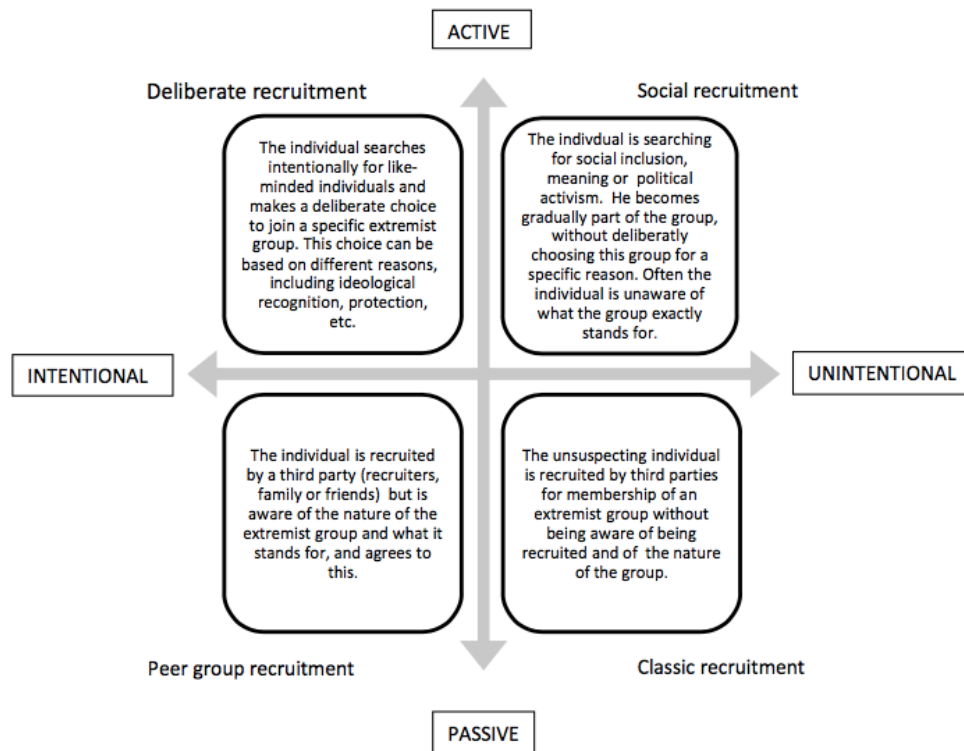 ACTIVE
Deliberate recruitment
Social recruitment
The individual searches
intentionally for like-
minded individuals and
makes a deliberate choice
to join a specific extremist
group. This choice can be
based on different reasons,
including ideological
recognition, protection,
etc.
The indivdual is searching
for social inclusion,
meaning or political
activism. He becomes
gradually part of the group,
without deliberatly
choosing this group for a
specific reason. Often the
individual is unaware of
what the group exactly
stands for.
INTENTIONAL
UNINTENTIONAL
The individual is recruited
by a third party (recruiters,
family or friends) but is
aware of the nature of the
extremist group and what it
stands for, and agrees to
this.
The unsuspecting individual
is recruited by third parties
for membership of an
extremist group without
being aware of being
recruited and of the nature
of the group.
Peer group recruitment
Classic recruitment
PASSIVE